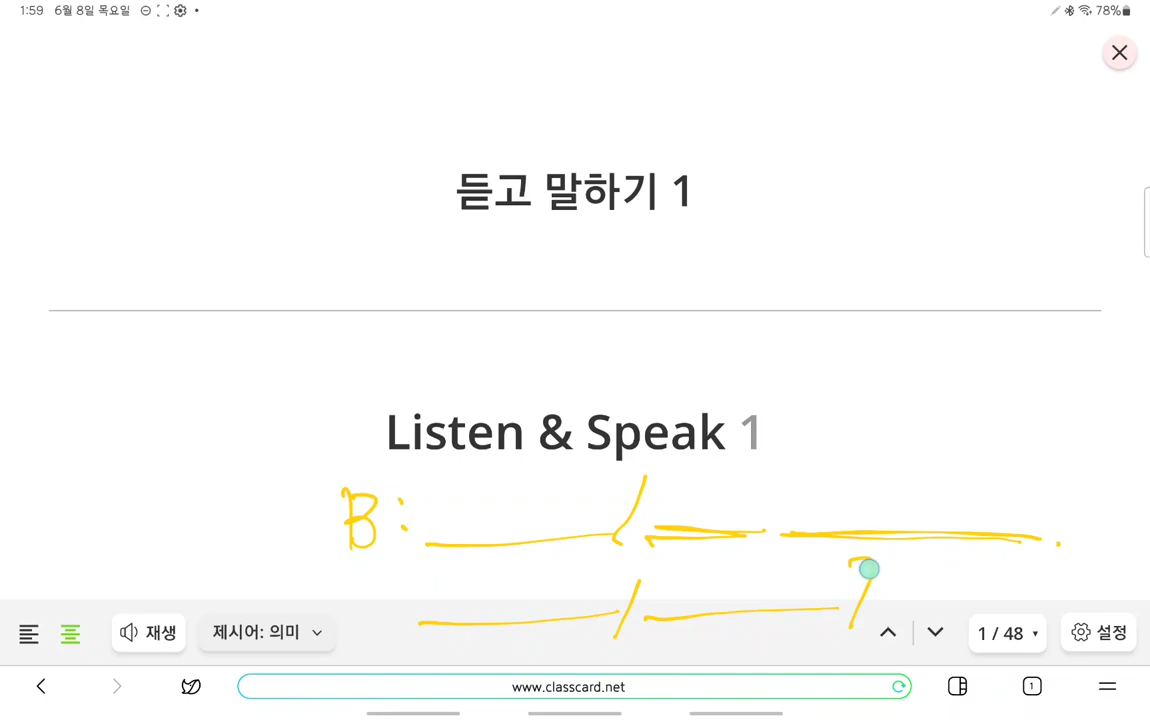 1:59 6월 8일 목요일 78%
듣고 말하기 1
Listen & Speak 1
B:
?
재생 제시어: 의미 1 / 48 설정
www.classcard.net 1